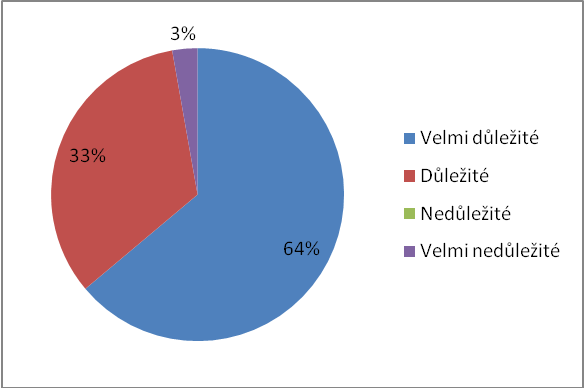 3%
33%
64%
Velmi důležité
Důležité
Nedůležité
Velmi nedůležité